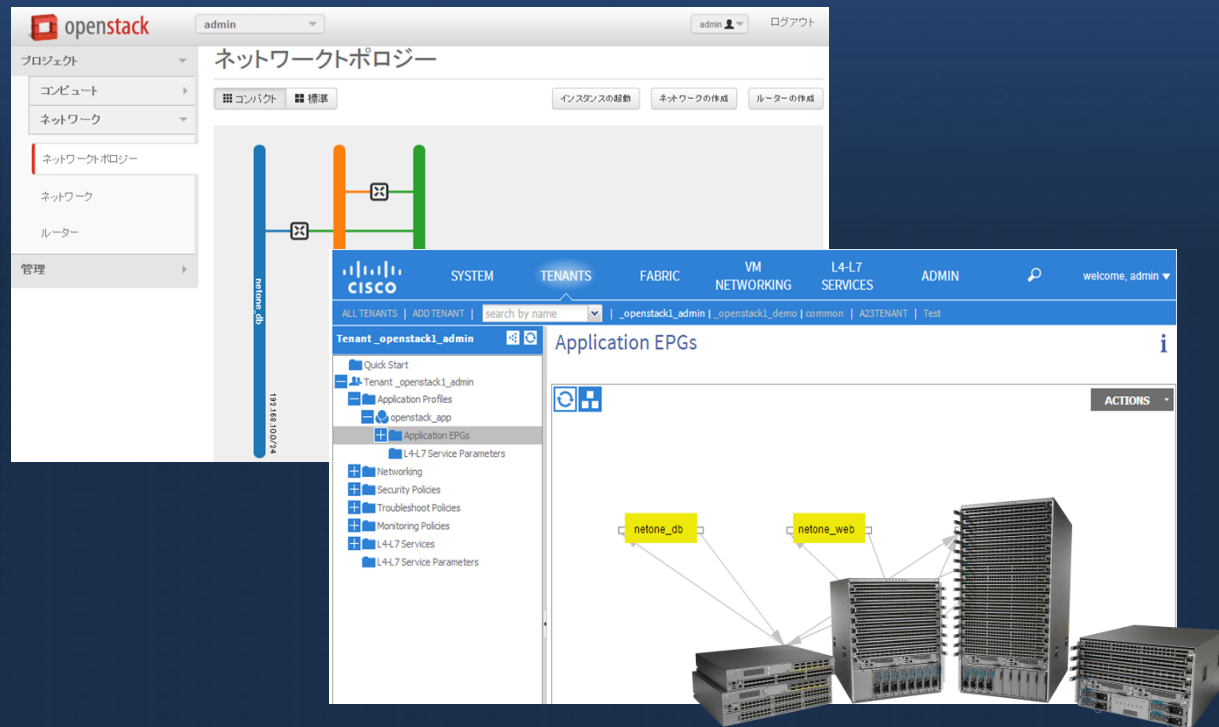 openstack
admin
admin
ログアウト
プロジェクト
コンピュート
ネットワーク
ネットワークトポロジー
ネットワーク
ルーター
管理
ネットワークトポロジー
コンパクト
標準
インスタンスの起動
ネットワークの作成
ルーターの作成
netone_db
192.168.100.0/24
CISCO
SYSTEM
TENANTS
FABRIC
VM
NETWORKING
L4-L7
SERVICES
ADMIN
welcome, admin
ALL TENANTS | ADD TENANT | search by name | _openstack1_admin | _openstack1_demo | common | A23TENANT | Test
Tenant _openstack1_admin
Quick Start
Tenant _openstack1_admin
Application Profiles
openstack_app
Application EPGs
L4-L7 Service Parameters
Networking
Security Policies
Troubleshoot Policies
Monitoring Policies
L4-L7 Services
L4-L7 Service Parameters
Application EPGs
i
ACTIONS
netone_db
netone_web